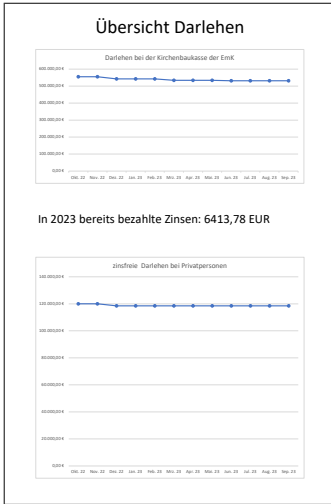 Übersicht Darlehen
Darlehen bei der Kirchenbaukasse der EmK
600.000,00 €
500.000,00 €
400.000,00 €
300.000,00 €
200.000,00 €
100.000,00 €
0,00 €
Okt. 22 Nov. 22 Dez. 22 Jan. 23 Feb. 23 Mrz. 23 Apr. 23 Mai. 23 Jun. 23 Jul. 23 Aug. 23 Sep. 23
In 2023 bereits bezahlte Zinsen: 6413,78 EUR
zinsfreie Darlehen bei Privatpersonen
140.000,00 €
120.000,00 €
100.000,00 €
80.000,00 €
60.000,00 €
40.000,00 €
20.000,00 €
0,00 €
Okt. 22 Nov. 22 Dez. 22 Jan. 23 Feb. 23 Mrz. 23 Apr. 23 Mai. 23 Jun. 23 Jul. 23 Aug. 23 Sep. 23